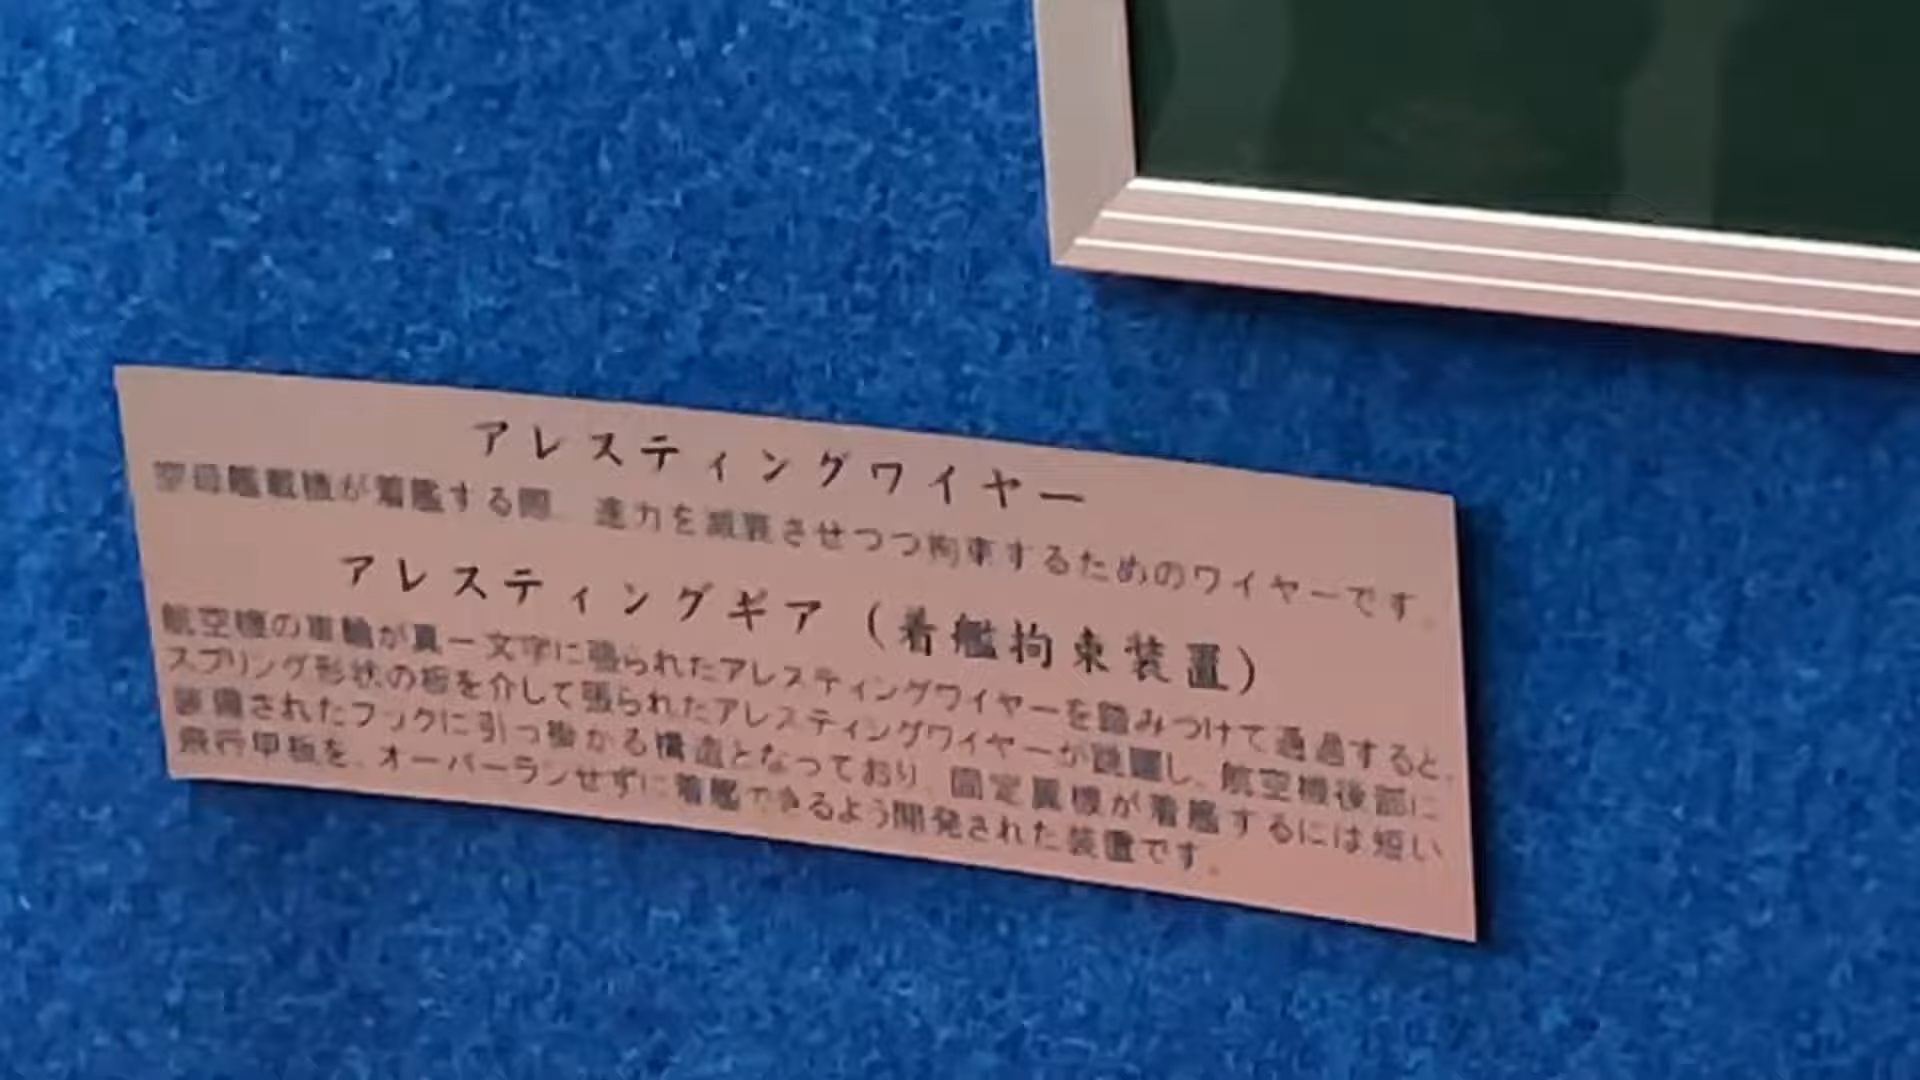 アレスティングワイヤー
空母艦載機が着艦する際、速力を減衰させつつ拘束するためのワイヤーです。
アレスティングギア(着艦拘束装置)
航空機の車輪が真一文字に張られたアレスティングワイヤーを踏みつけて通過すると、
スプリング形状の板を介して張られたアレスティングワイヤーが跳躍し、航空機後部に
装備されたフックに引っ掛かる構造となっており、固定翼機が着艦するには短い
飛行甲板を、オーバーランせずに着艦できるよう開発された装置です。